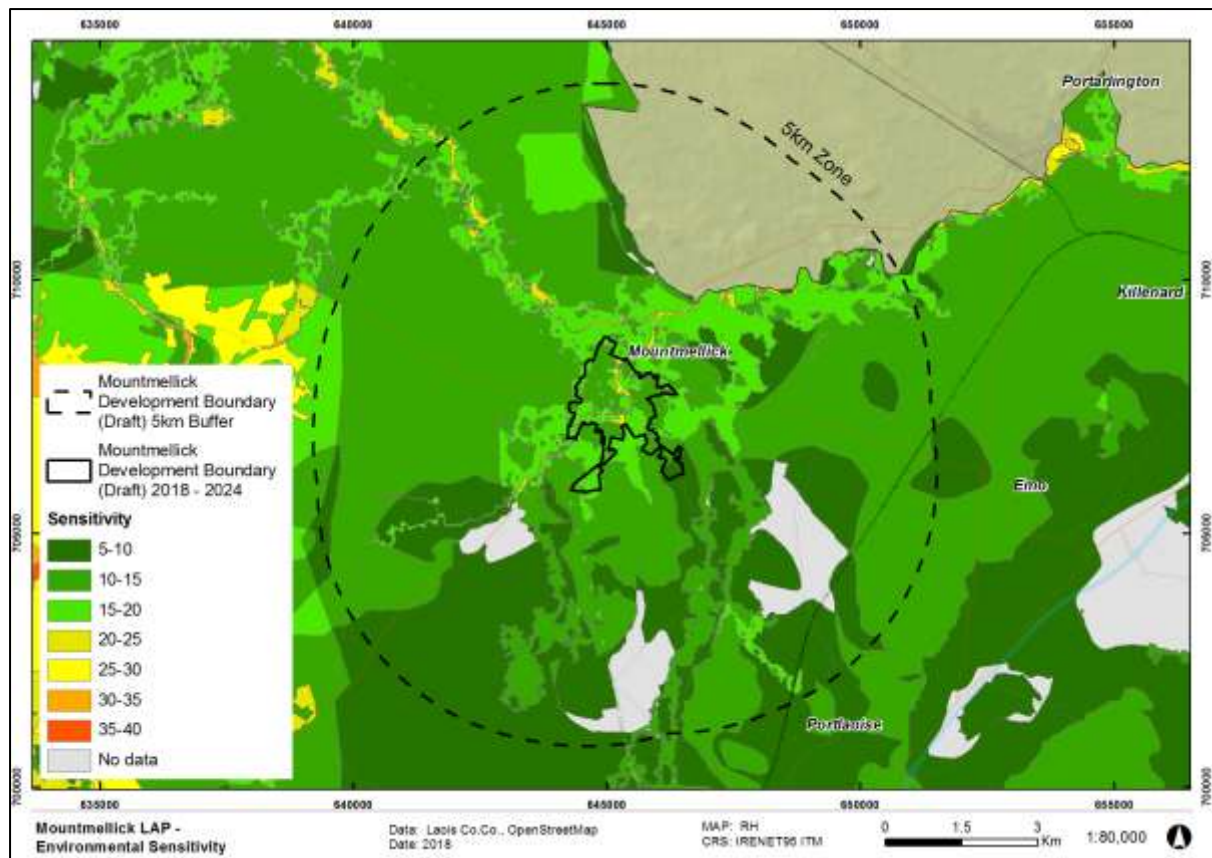 635000 640000 645000 650000 655000
Portarlington
5km Zone
710000 710000
Killenard
Mountmellick
Mountmellick
Development Boundary
(Draft) 5km Buffer
Mountmellick
Development Boundary
(Draft) 2018 - 2024
Emo
Sensitivity
705000 705000
5-10
10-15
15-20
20-25
25-30
30-35
35-40
No data
Portlaoise
700000 700000
635000 640000 645000 650000 655000
Mountmellick LAP -
Environmental Sensitivity
Data: Laois Co.Co., OpenStreetMap
Date: 2018
MAP: RH
CRS: IRENET95 ITM
0 1.5 3
Km
1:80,000